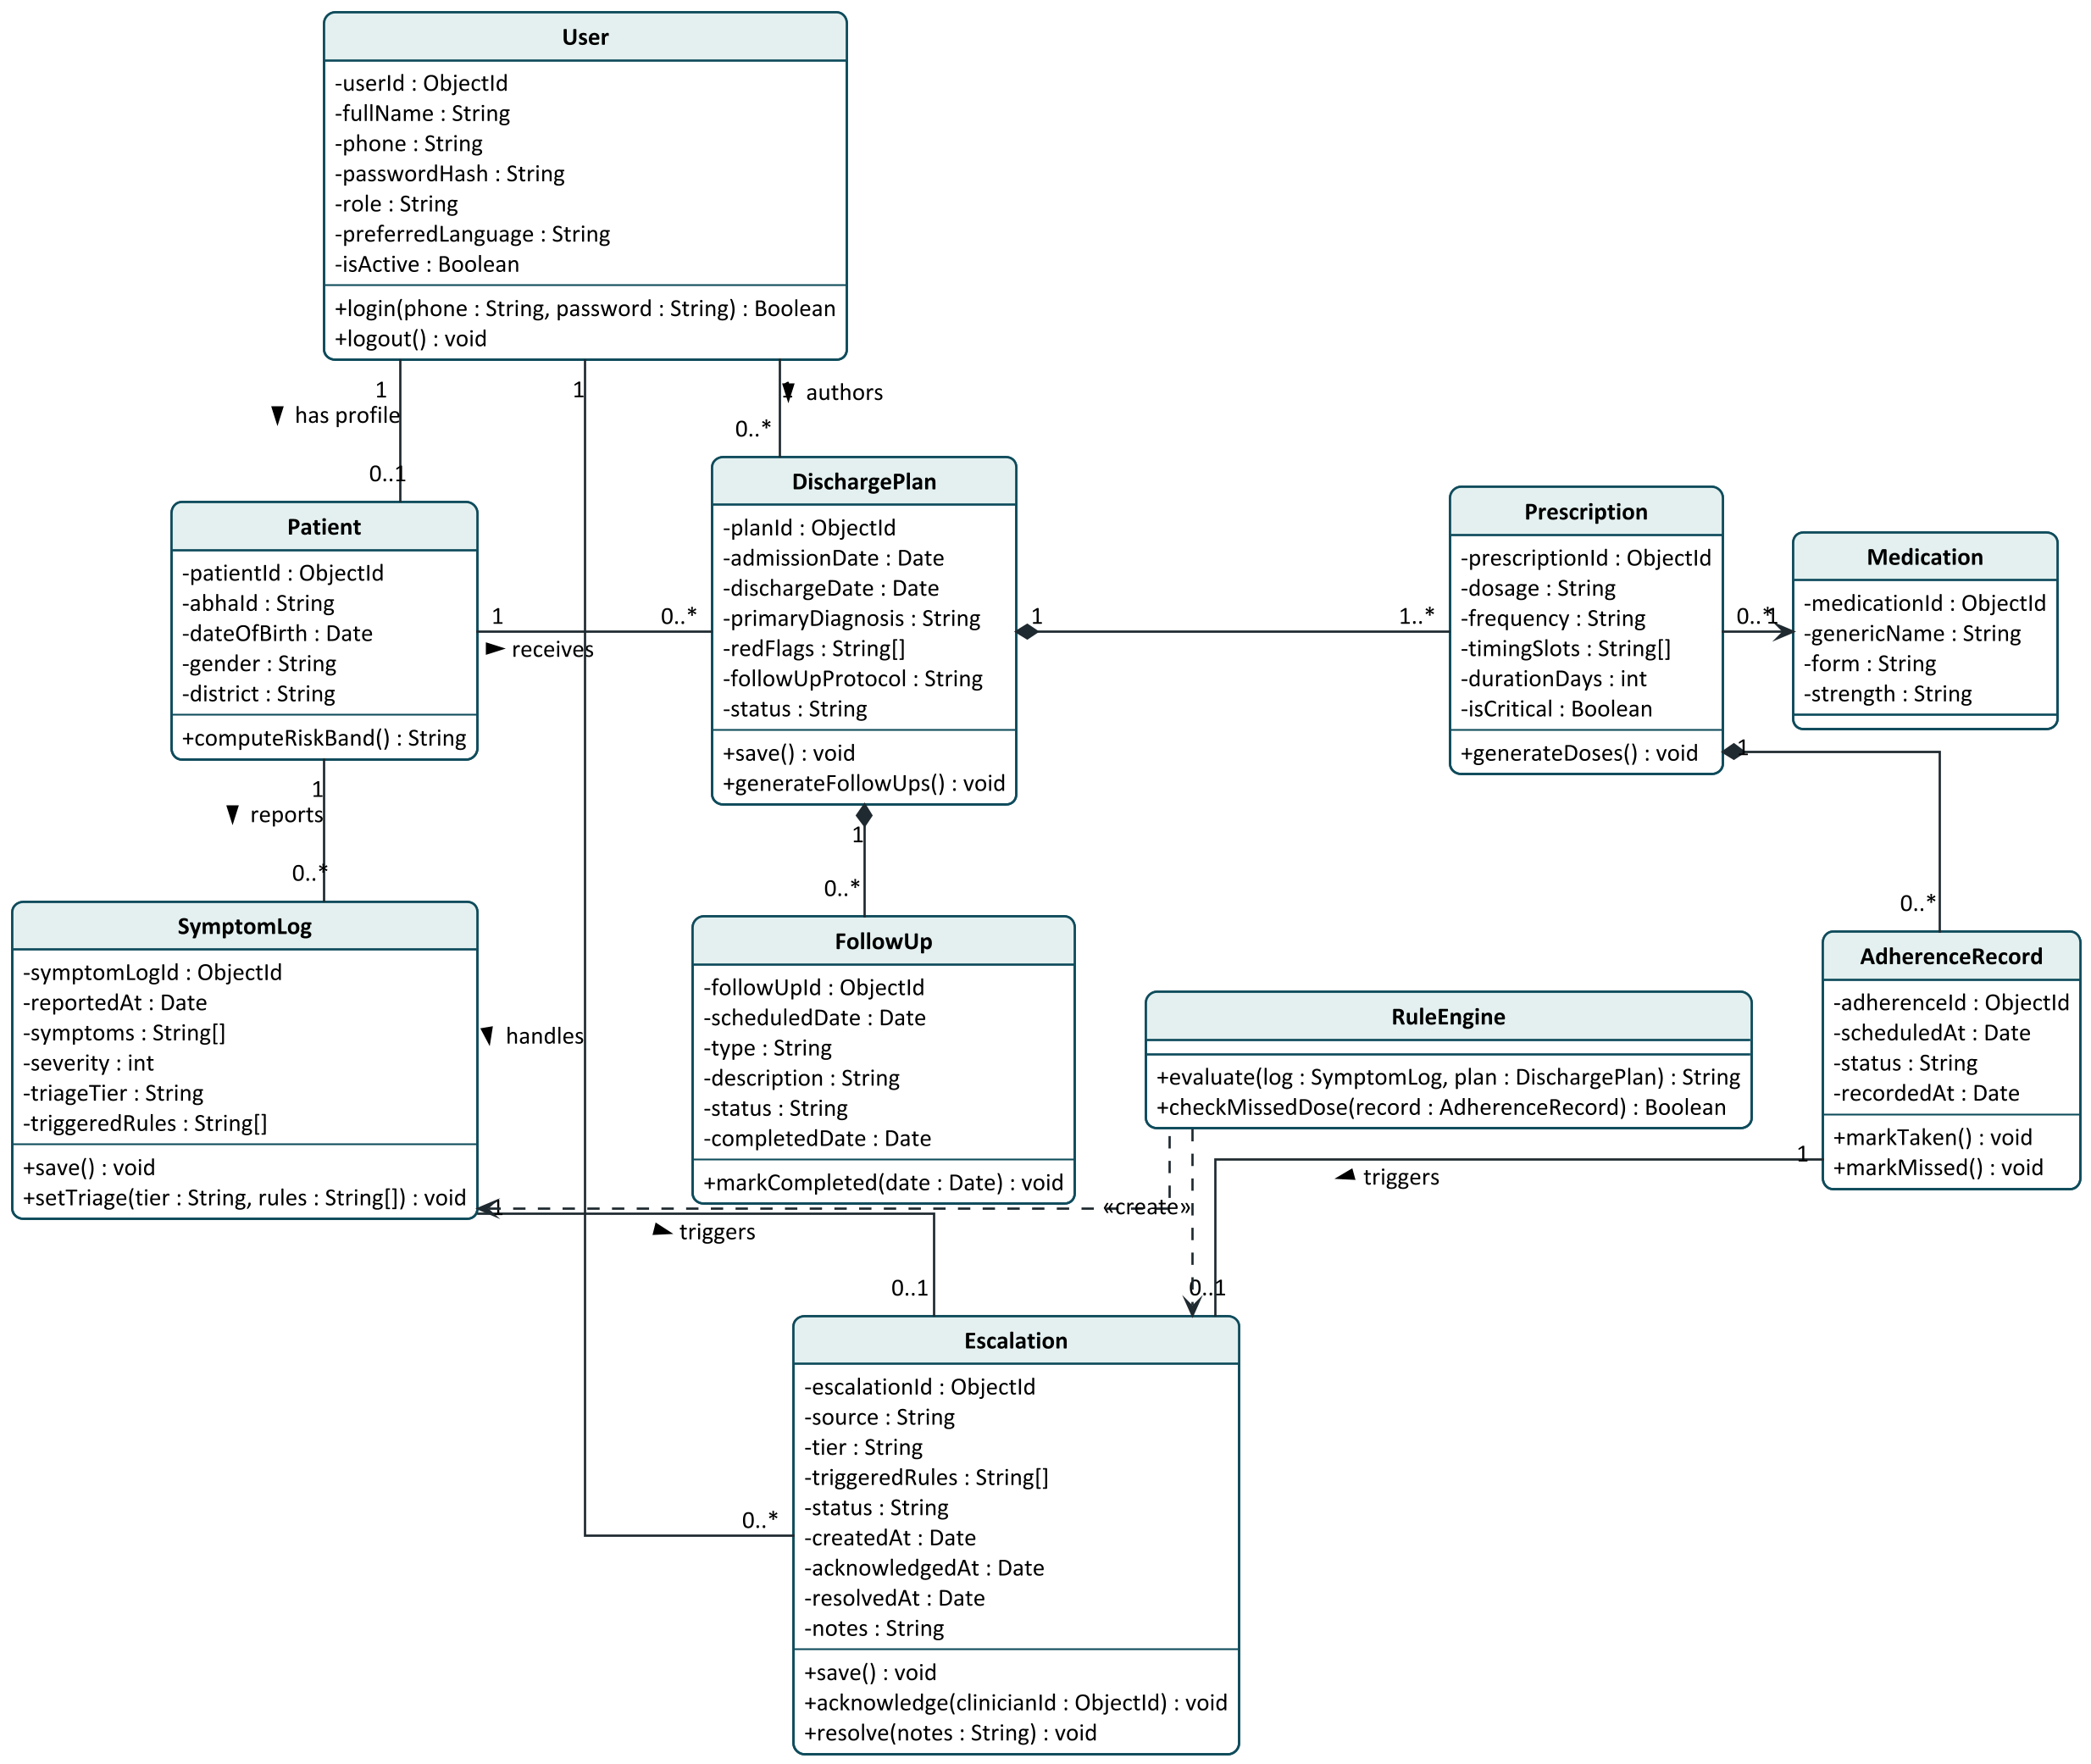 User
-userId : ObjectId
-fullName : String
-phone : String
-passwordHash : String
-role : String
-preferredLanguage : String
-isActive : Boolean
+login(phone : String, password : String) : Boolean
+logout() : void
1
has profile
0..1
1
1
authors
0..*
Patient
-patientId : ObjectId
-abhaId : String
-dateOfBirth : Date
-gender : String
-district : String
+computeRiskBand() : String
1
receives
0..*
DischargePlan
-planId : ObjectId
-admissionDate : Date
-dischargeDate : Date
-primaryDiagnosis : String
-redFlags : String[]
-followUpProtocol : String
-status : String
+save() : void
+generateFollowUps() : void
1
1..*
Prescription
-prescriptionId : ObjectId
-dosage : String
-frequency : String
-timingSlots : String[]
-durationDays : int
-isCritical : Boolean
+generateDoses() : void
0..*
1
Medication
-medicationId : ObjectId
-genericName : String
-form : String
-strength : String
1
0..*
1
reports
0..*
1
0..*
SymptomLog
-symptomLogId : ObjectId
-reportedAt : Date
-symptoms : String[]
-severity : int
-triageTier : String
-triggeredRules : String[]
+save() : void
+setTriage(tier : String, rules : String[]) : void
handles
FollowUp
-followUpId : ObjectId
-scheduledDate : Date
-type : String
-description : String
-status : String
-completedDate : Date
+markCompleted(date : Date) : void
RuleEngine
+evaluate(log : SymptomLog, plan : DischargePlan) : String
+checkMissedDose(record : AdherenceRecord) : Boolean
AdherenceRecord
-adherenceId : ObjectId
-scheduledAt : Date
-status : String
-recordedAt : Date
+markTaken() : void
+markMissed() : void
1
triggers
«create»
1
triggers
0..1
0..1
0..*
Escalation
-escalationId : ObjectId
-source : String
-tier : String
-triggeredRules : String[]
-status : String
-createdAt : Date
-acknowledgedAt : Date
-resolvedAt : Date
-notes : String
+save() : void
+acknowledge(clinicianId : ObjectId) : void
+resolve(notes : String) : void